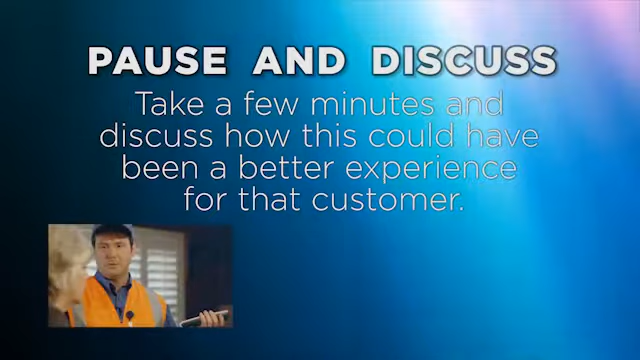 PAUSE AND DISCUSS
Take a few minutes and
discuss how this could have
been a better experience
for that customer.